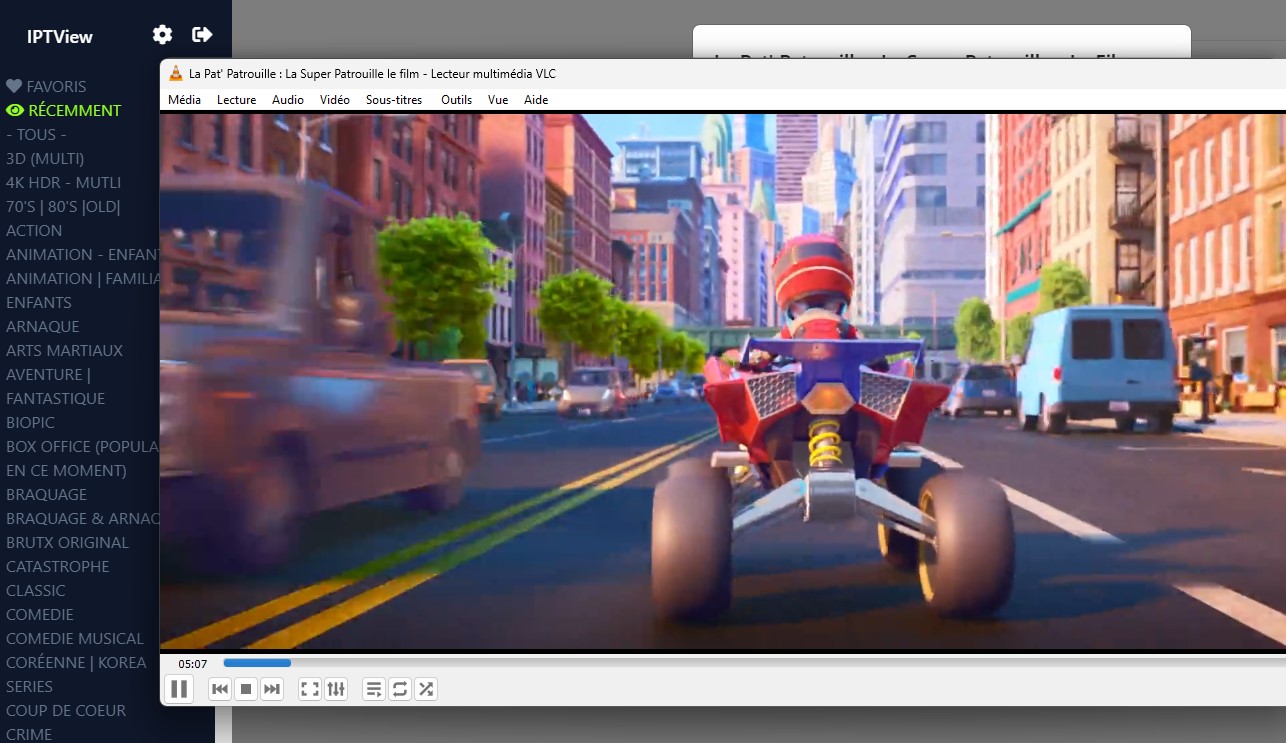 IPTView
La Pat' Patrouille : La Super Patrouille le film - Lecteur multimédia VLC
Média Lecture Audio Vidéo Sous-titres Outils Vue Aide
FAVORIS
RÉCEMMENT
- TOUS -
3D (MULTI)
4K HDR - MUTLI
70'S | 80'S |OLD|
ACTION
ANIMATION - ENFANT
ANIMATION | FAMILIA
ENFANTS
ARNAQUE
ARTS MARTIAUX
AVENTURE |
FANTASTIQUE
BIOPIC
BOX OFFICE (POPULA
EN CE MOMENT)
BRAQUAGE
BRAQUAGE & ARNAQ
BRUTX ORIGINAL
CATASTROPHE
CLASSIC
COMEDIE
COMEDIE MUSICAL
CORÉENNE | KOREA
SERIES
COUP DE COEUR
CRIME
05:07